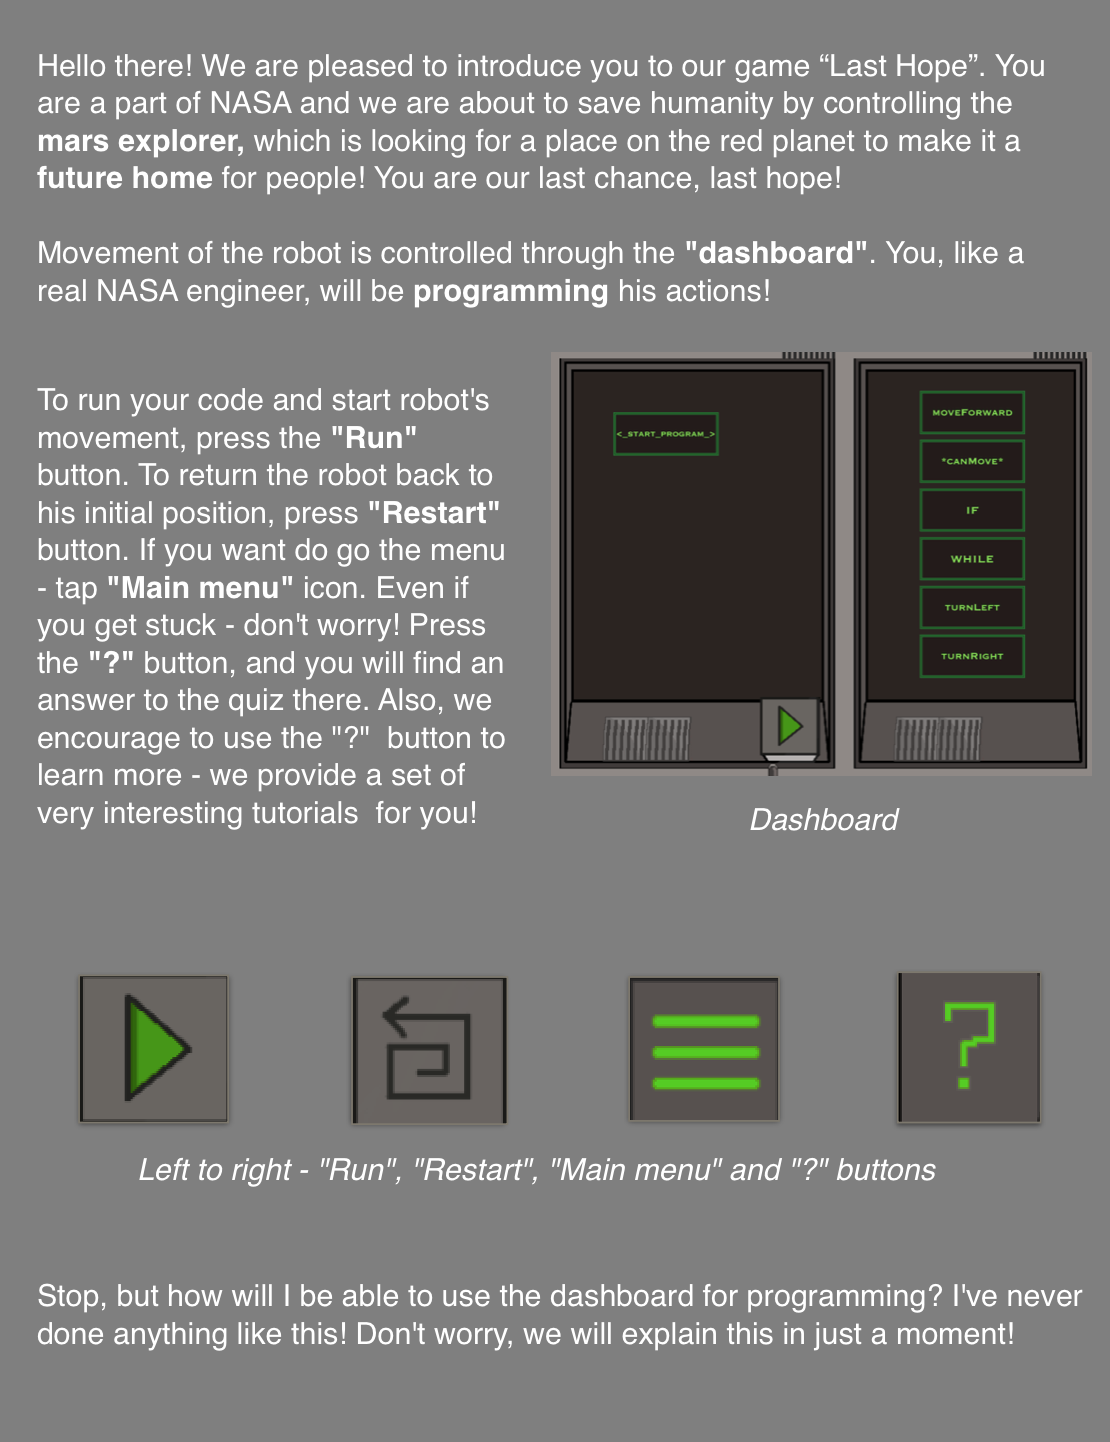 Hello there! We are pleased to introduce you to our game “Last Hope”. You
are a part of NASA and we are about to save humanity by controlling the
mars explorer, which is looking for a place on the red planet to make it a
future home for people! You are our last chance, last hope!
Movement of the robot is controlled through the "dashboard". You, like a
real NASA engineer, will be programming his actions!
To run your code and start robot's
movement, press the "Run"
button. To return the robot back to
his initial position, press "Restart"
button. If you want do go the menu
- tap "Main menu" icon. Even if
you get stuck - don't worry! Press
the "?" button, and you will find an
answer to the quiz there. Also, we
encourage to use the "?"  button to
learn more - we provide a set of
very interesting tutorials  for you!
<_START_PROGRAM_>
MOVEFORWARD
*CANMOVE*
IF
WHILE
TURNLEFT
TURNRIGHT
Dashboard
?
Left to right - "Run", "Restart", "Main menu" and "?" buttons
Stop, but how will I be able to use the dashboard for programming? I've never
done anything like this! Don't worry, we will explain this in just a moment!